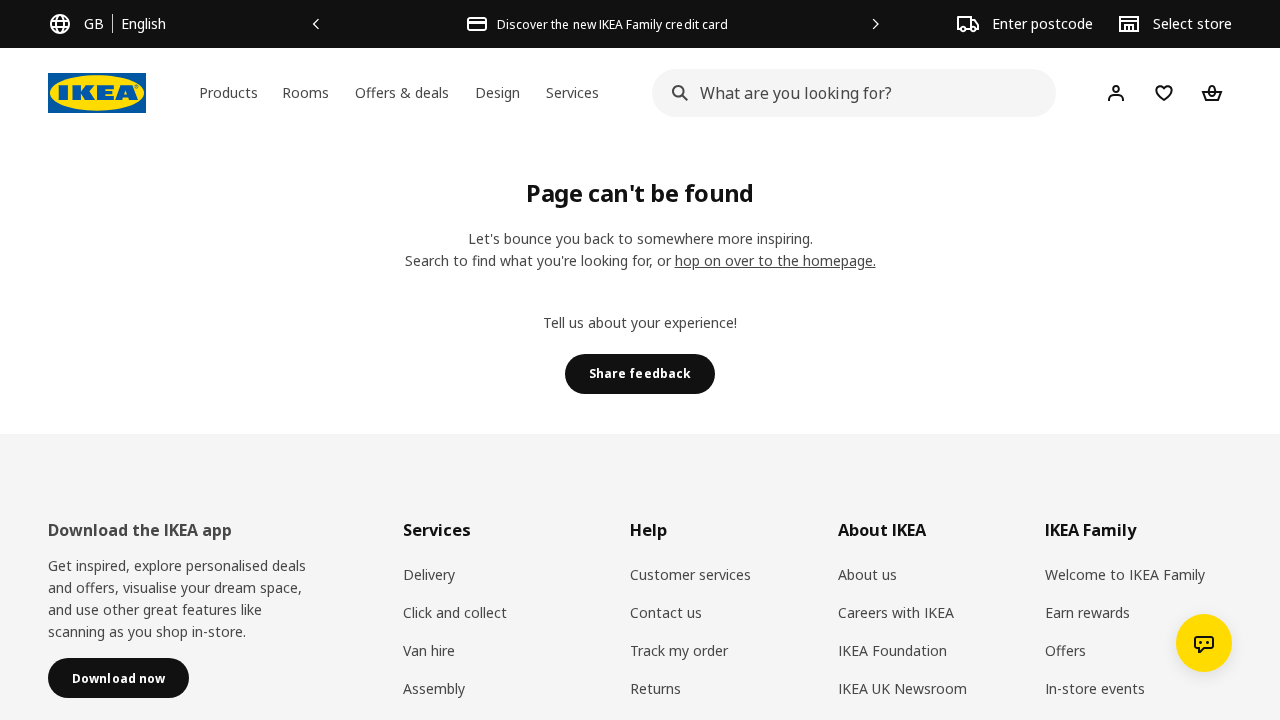 GB English
Discover the new IKEA Family credit card
Enter postcode
Select store
IKEA
Products
Rooms
Offers & deals
Design
Services
What are you looking for?
Page can't be found
Let's bounce you back to somewhere more inspiring.
Search to find what you're looking for, or hop on over to the homepage.
Tell us about your experience!
Share feedback
Download the IKEA app
Get inspired, explore personalised deals
and offers, visualise your dream space,
and use other great features like
scanning as you shop in-store.
Download now
Services
Delivery
Click and collect
Van hire
Assembly
Help
Customer services
Contact us
Track my order
Returns
About IKEA
About us
Careers with IKEA
IKEA Foundation
IKEA UK Newsroom
IKEA Family
Welcome to IKEA Family
Earn rewards
Offers
In-store events